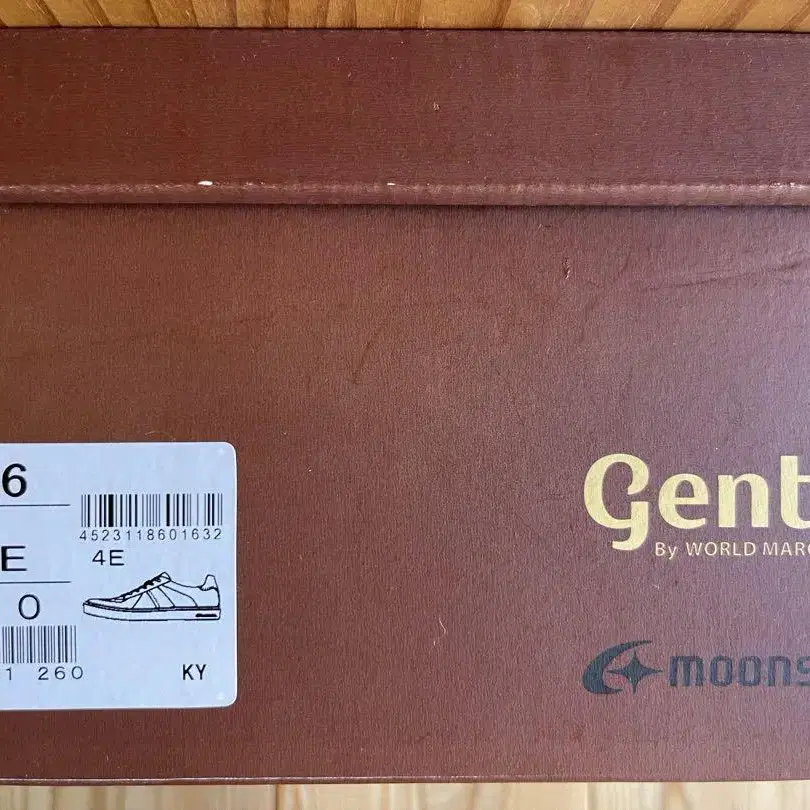 6
4523118601632
E
4E
0
1 260
KY
Gent
By WORLD MARC
moons